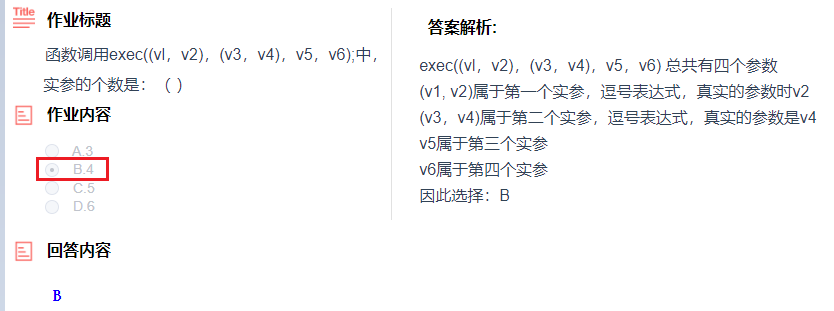 Title
作业标题
函数调用exec((vl，v2)，(v3，v4)，v5，v6);中，
实参的个数是：（ ）
作业内容
A.3
B.4
C.5
D.6
回答内容
B
答案解析:
exec((vl，v2)，(v3，v4)，v5，v6) 总共有四个参数
(v1, v2)属于第一个实参，逗号表达式，真实的参数时v2
(v3，v4)属于第二个实参，逗号表达式，真实的参数是v4
v5属于第三个实参
v6属于第四个实参
因此选择：B